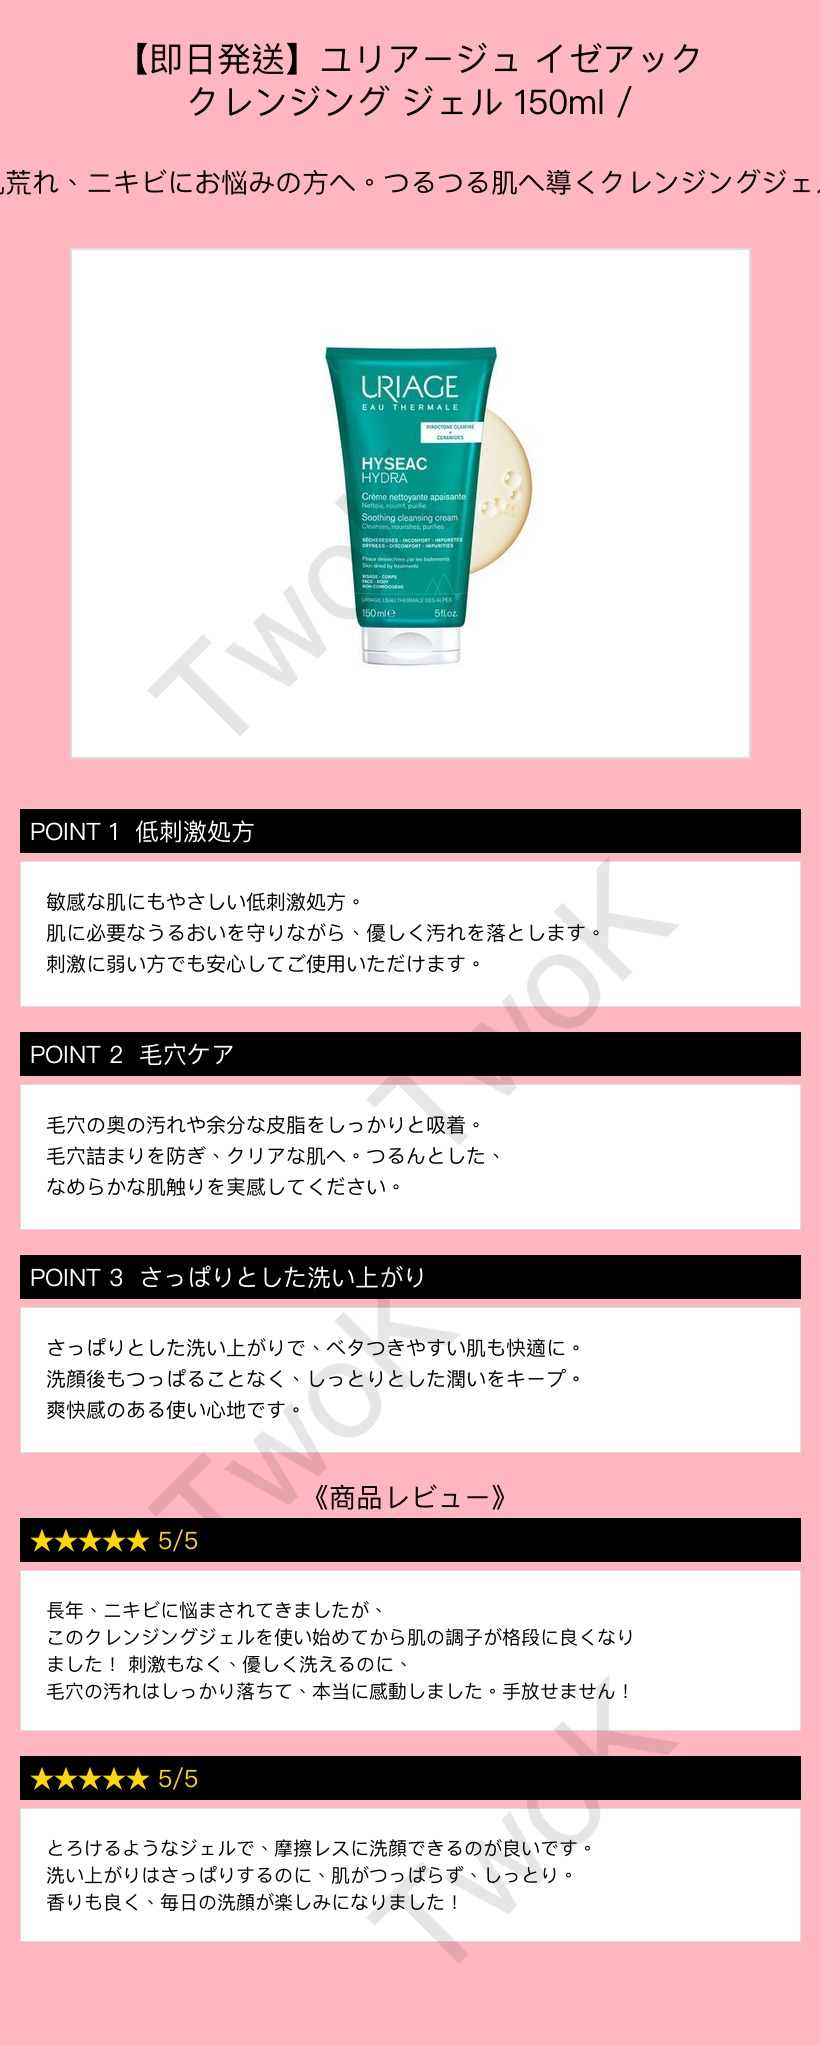 【即日発送】ユリアージュ イゼアック
クレンジング ジェル 150ml /
荒れ、ニキビにお悩みの方へ。つるつる肌へ導くクレンジングジェ
URIAGE
EAU THERMALE
PIROCTONE OLAMINE
+
CERAMIDES
HYSEAC
HYDRA
Crème nettoyante apaisante
Nettoie, nourrit, purifie
Soothing cleansing cream
Cleanses, nourishes, purifies
SÉCHERESSES - INCONFORT - IMPURETÉS
DRYNESS - DISCOMFORT - IMPURITIES
Peaux desséchées par les traitements
Skin dried by treatments
VISAGE - CORPS
FACE - BODY
NON COMÉDOGÈNE
URIAGE, L'EAU THERMALE DES ALPES
150 ml ℮ 5fl.oz.
TwoK
POINT 1 低刺激処方
敏感な肌にもやさしい低刺激処方。
肌に必要なうるおいを守りながら、優しく汚れを落とします。
刺激に弱い方でも安心してご使用いただけます。
TwoK
POINT 2 毛穴ケア
毛穴の奥の汚れや余分な皮脂をしっかりと吸着。
毛穴詰まりを防ぎ、クリアな肌へ。つるんとした、
なめらかな肌触りを実感してください。
POINT 3 さっぱりとした洗い上がり
さっぱりとした洗い上がりで、ベタつきやすい肌も快適に。
洗顔後もつっぱることなく、しっとりとした潤いをキープ。
爽快感のある使い心地です。
TwoK
《商品レビュー》
★★★★★ 5/5
長年、ニキビに悩まされてきましたが、
このクレンジングジェルを使い始めてから肌の調子が格段に良くなり
ました！ 刺激もなく、優しく洗えるのに、
毛穴の汚れはしっかり落ちて、本当に感動しました。手放せません！
★★★★★ 5/5
とろけるようなジェルで、摩擦レスに洗顔できるのが良いです。
洗い上がりはさっぱりするのに、肌がつっぱらず、しっとり。
香りも良く、毎日の洗顔が楽しみになりました！
TwoK